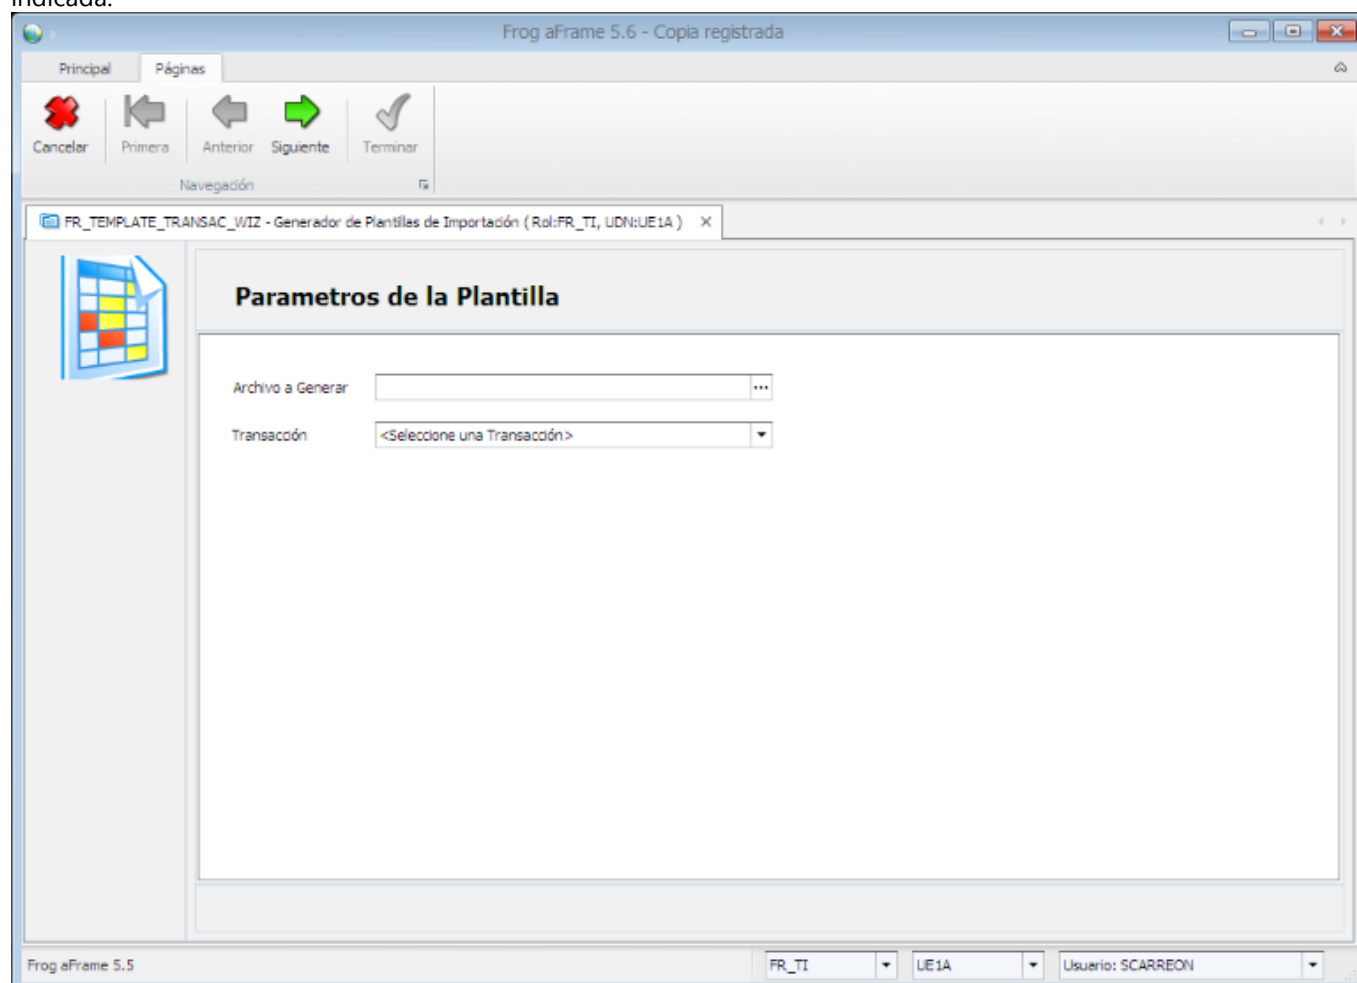 indicada.
Frog aFrame 5.6 - Copia registrada
Principal Páginas
Cancelar Primera Anterior Siguiente Terminar
Navegación
FR_TEMPLATE_TRANSAC_WIZ - Generador de Plantillas de Importación ( Rol:FR_TI, UDN:UE1A )
Parametros de la Plantilla
Archivo a Generar
Transacción <Seleccione una Transacción>
Frog aFrame 5.5 FR_TI UE1A Usuario: SCARREON